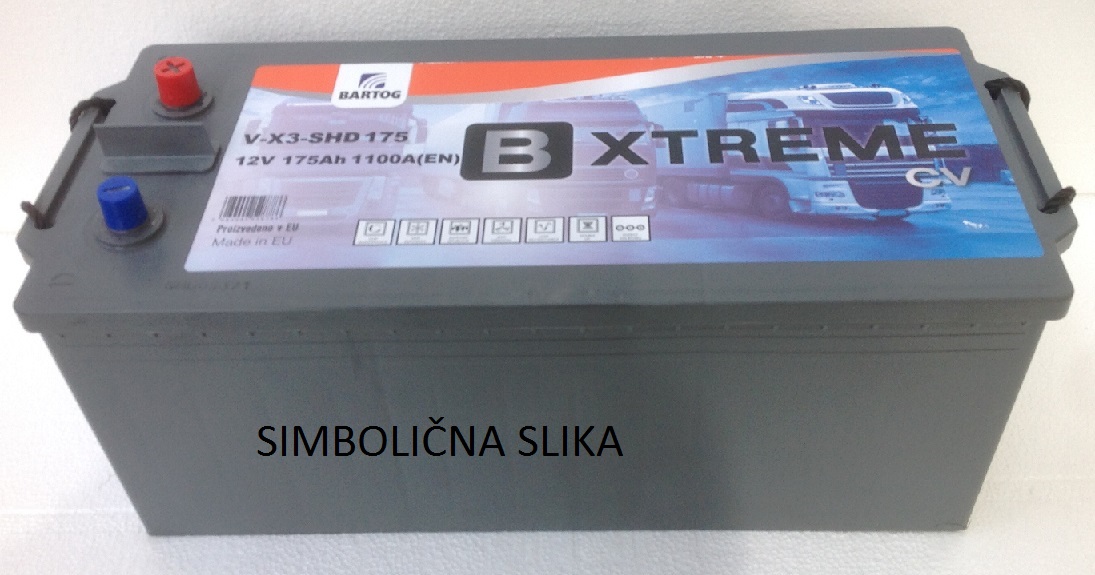 BARTOG
V-X3-SHD 175
12V 175Ah 1100A(EN)
B XTREME
CV
Proizvedeno v EU
Made in EU
SIMBOLIČNA SLIKA